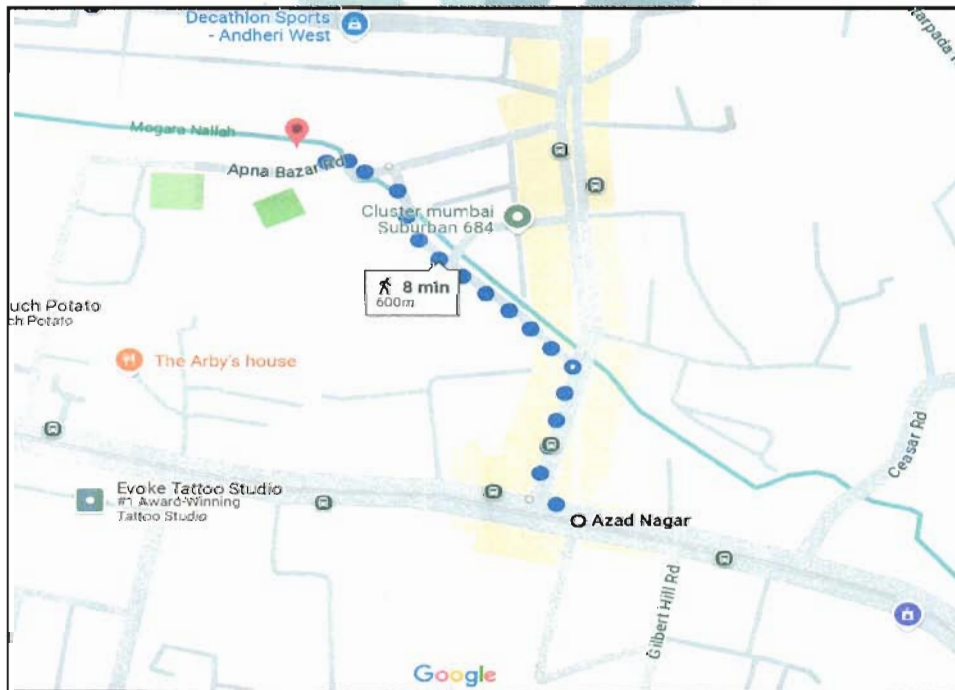 Decathlon Sports
- Andheri West
Mogara Nallah
Apna Bazar Rd
Cluster mumbai
Suburban 684
8 min
600m
uch Potato
ch Potato
The Arby's house
Ceasar Rd
Evoke Tattoo Studio
#1 Award-Winning
Tattoo Studio
Azad Nagar
Gilbert Hill Rd
Google